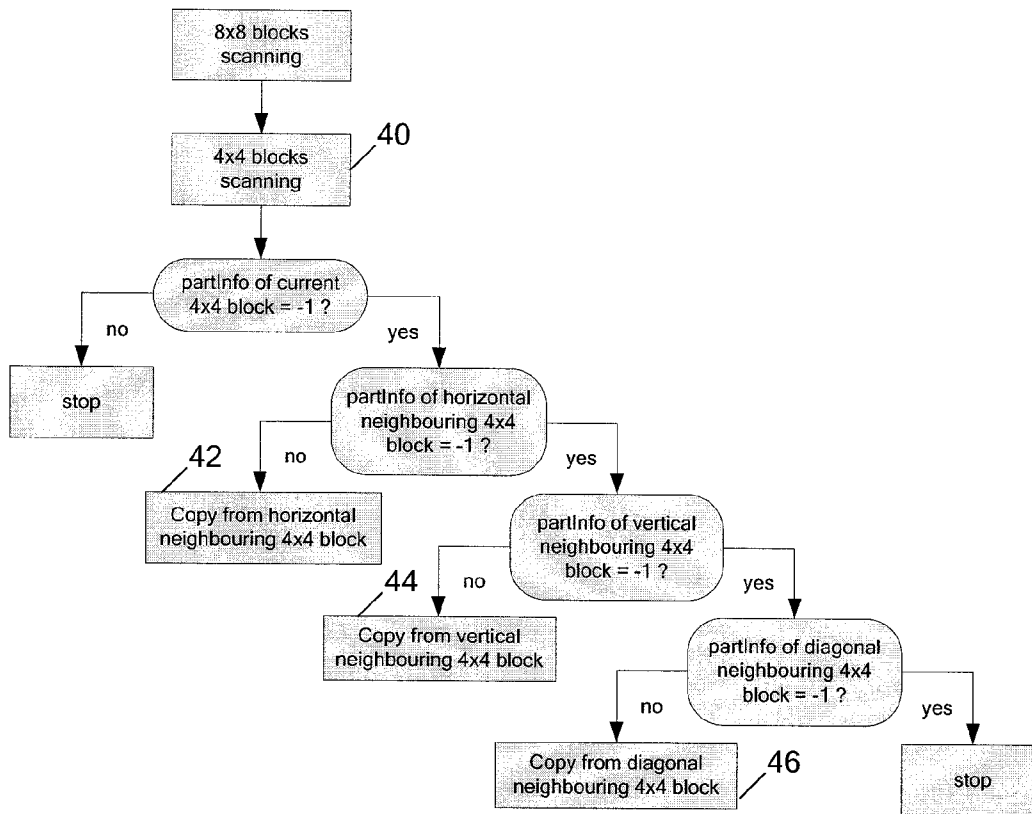 8x8 blocks
scanning
40
4x4 blocks
scanning
partInfo of current
4x4 block = -1 ?
no
yes
stop
partInfo of horizontal
neighbouring 4x4
block = -1 ?
no
yes
42
Copy from horizontal
neighbouring 4x4 block
partInfo of vertical
neighbouring 4x4
block = -1 ?
no
yes
44
Copy from vertical
neighbouring 4x4 block
partInfo of diagonal
neighbouring 4x4
block = -1 ?
no
yes
Copy from diagonal
neighbouring 4x4 block
46
stop